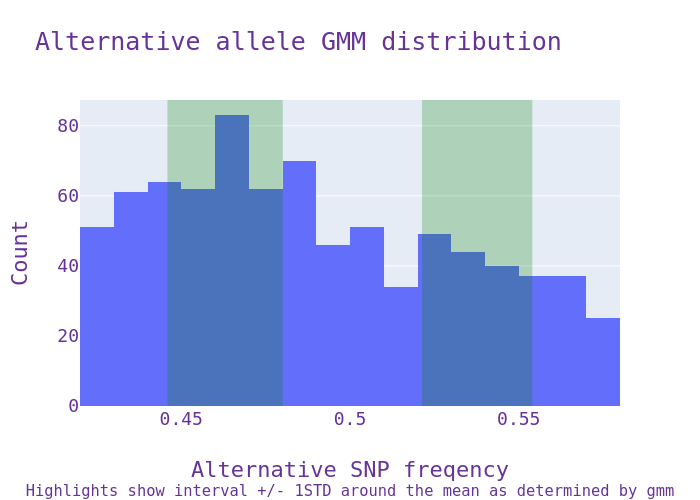 Alternative allele GMM distribution
80
60
40
20
0
Count
0.45
0.5
0.55
Alternative SNP freqency
Highlights show interval +/- 1STD around the mean as determined by gmm